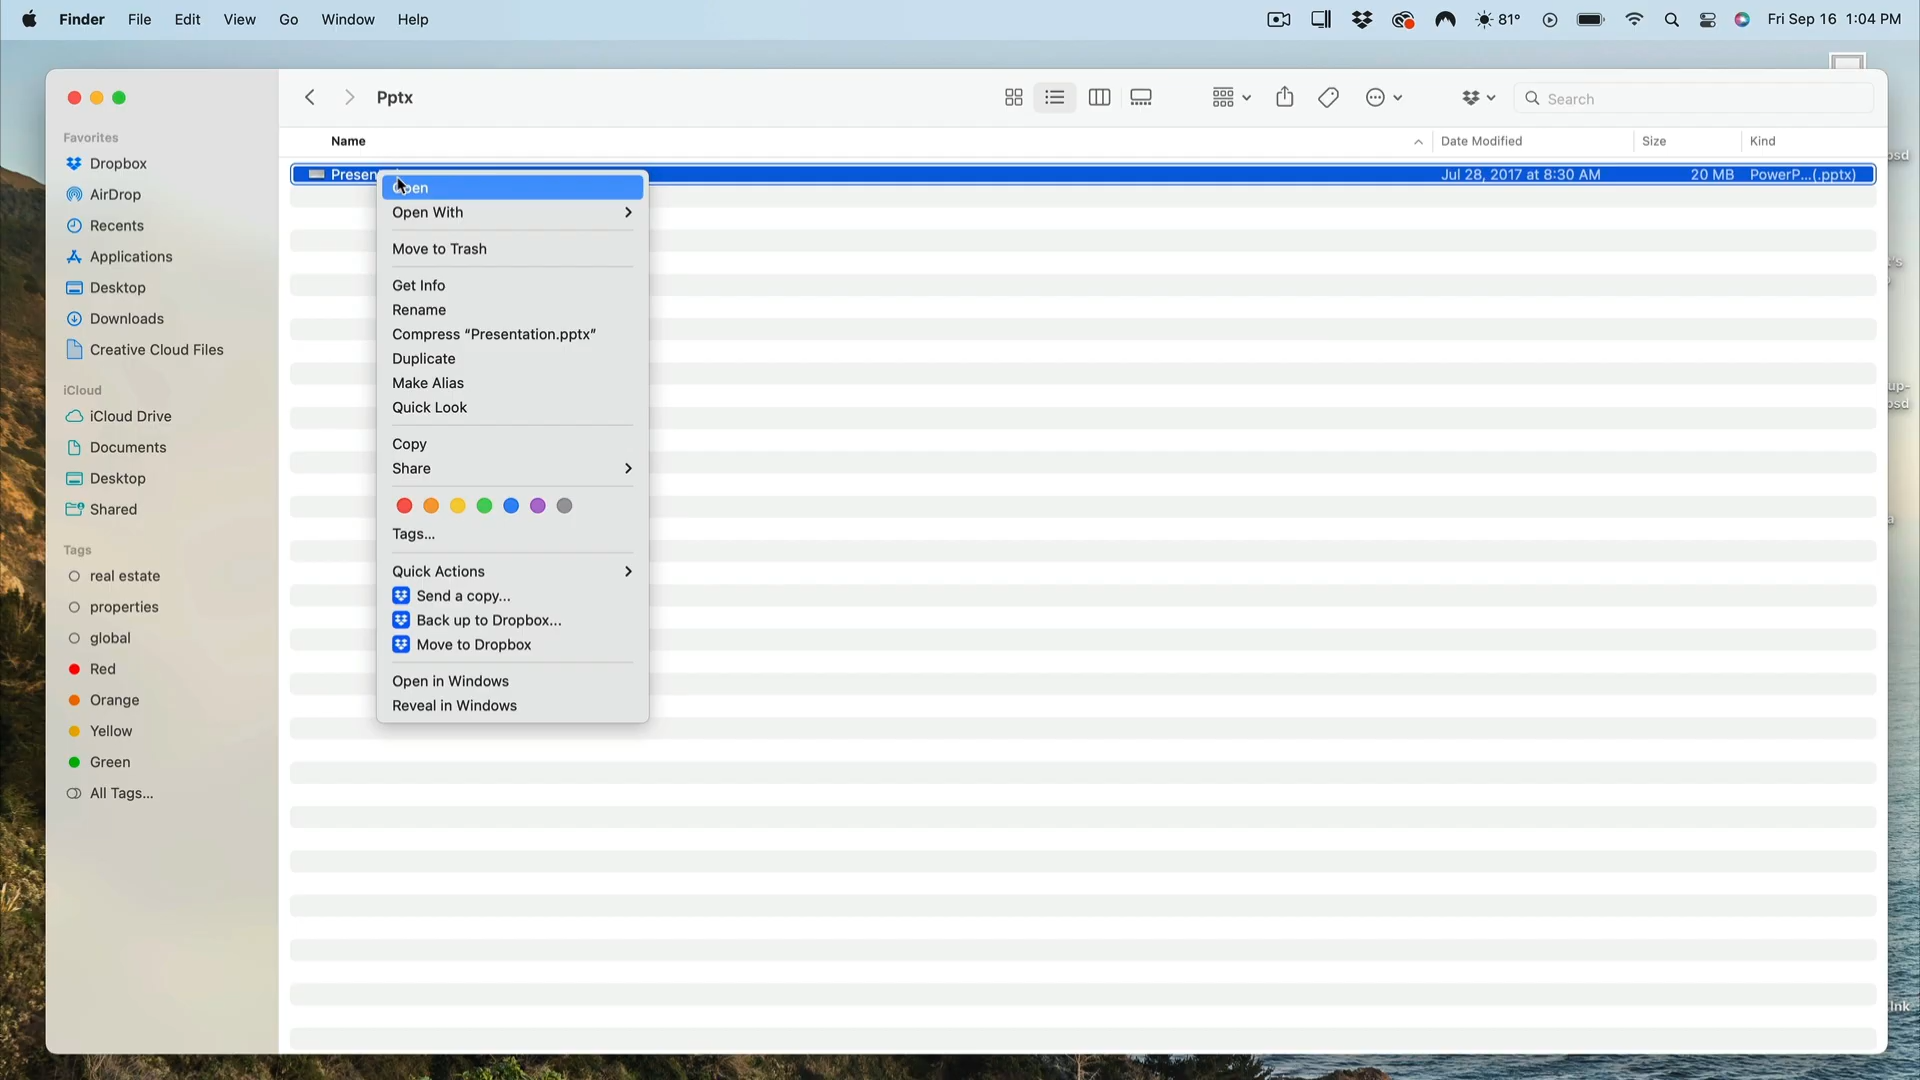 Finder File Edit View Go Window Help 81° Fri Sep 16 1:04 PM
Pptx Search
Name Date Modified Size Kind
Jul 28, 2017 at 8:30 AM 20 MB PowerP...(.pptx)
Favorites
Dropbox
AirDrop
Recents
Applications
Desktop
Downloads
Creative Cloud Files
iCloud
iCloud Drive
Documents
Desktop
Shared
Tags
real estate
properties
global
Red
Orange
Yellow
Green
All Tags...
Open
Open With
Move to Trash
Get Info
Rename
Compress “Presentation.pptx”
Duplicate
Make Alias
Quick Look
Copy
Share
Tags...
Quick Actions
Send a copy...
Back up to Dropbox...
Move to Dropbox
Open in Windows
Reveal in Windows